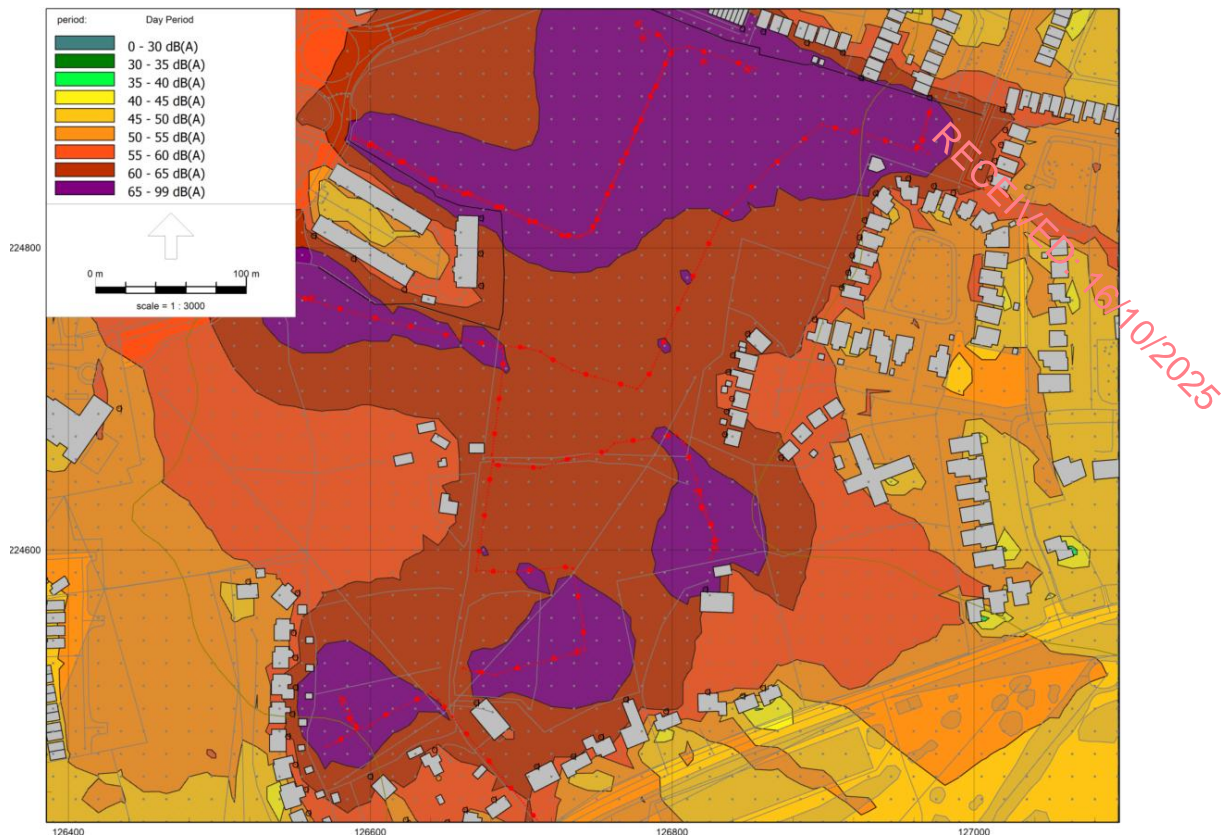 period: Day Period
0 - 30 dB(A)
30 - 35 dB(A)
35 - 40 dB(A)
40 - 45 dB(A)
45 - 50 dB(A)
50 - 55 dB(A)
55 - 60 dB(A)
60 - 65 dB(A)
65 - 99 dB(A)
0 m 100 m
scale = 1 : 3000
RECEIVED: 16/10/2025
224800
224600
126400 126600 126800 127000